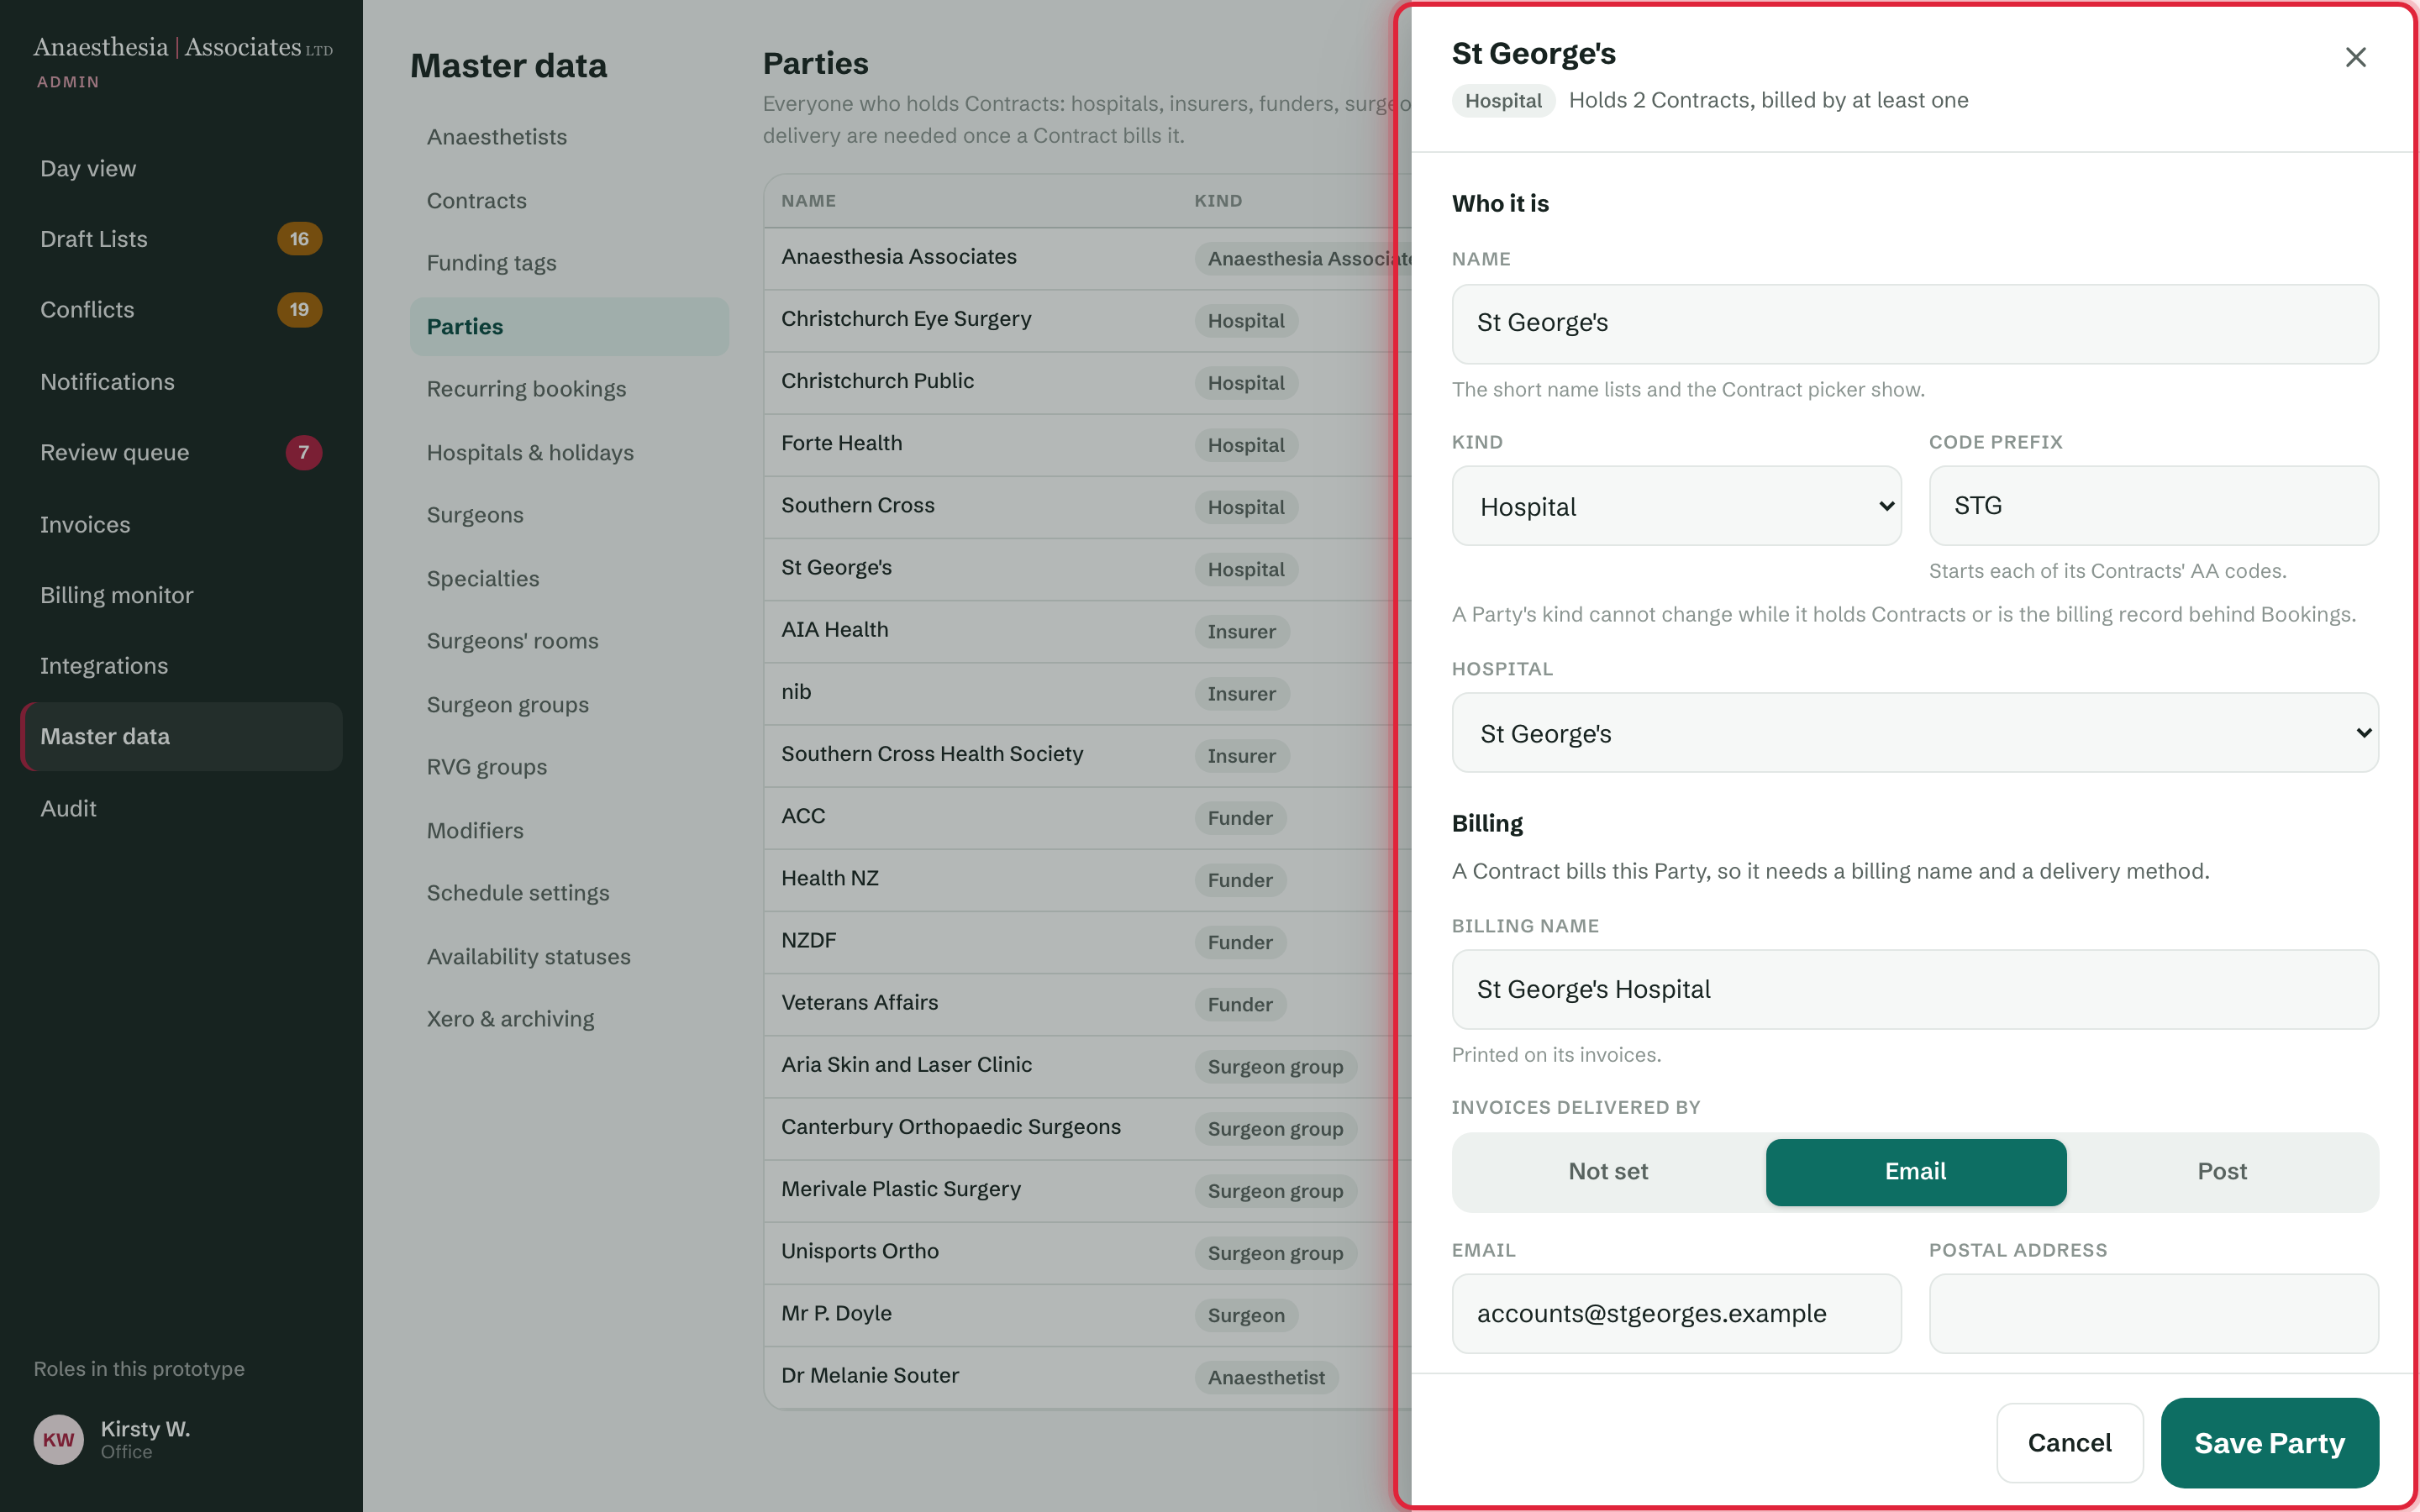 Anaesthesia | Associates LTD
ADMIN
Day view
Draft Lists 16
Conflicts 19
Notifications
Review queue 7
Invoices
Billing monitor
Integrations
Master data
Audit
Roles in this prototype
KW
Kirsty W.
Office
Master data
Anaesthetists
Contracts
Funding tags
Parties
Recurring bookings
Hospitals & holidays
Surgeons
Specialties
Surgeons' rooms
Surgeon groups
RVG groups
Modifiers
Schedule settings
Availability statuses
Xero & archiving
Parties
Everyone who holds Contracts: hospitals, insurers, funders,
delivery are needed once a Contract bills it.
NAME KIND
Anaesthesia Associates Anaesthesia
Christchurch Eye Surgery Hospital
Christchurch Public Hospital
Forte Health Hospital
Southern Cross Hospital
St George's Hospital
AIA Health Insurer
nib Insurer
Southern Cross Health Society Insurer
ACC Funder
Health NZ Funder
NZDF Funder
Veterans Affairs Funder
Aria Skin and Laser Clinic Surgeon group
Canterbury Orthopaedic Surgeons Surgeon group
Merivale Plastic Surgery Surgeon group
Unisports Ortho Surgeon group
Mr P. Doyle Surgeon
Dr Melanie Souter Anaesthetist
St George's
Hospital Holds 2 Contracts, billed by at least one
Who it is
NAME
St George's
The short name lists and the Contract picker show.
KIND CODE PREFIX
Hospital STG
Starts each of its Contracts' AA codes.
A Party's kind cannot change while it holds Contracts or is the billing record behind Bookings.
HOSPITAL
St George's
Billing
A Contract bills this Party, so it needs a billing name and a delivery method.
BILLING NAME
St George's Hospital
Printed on its invoices.
INVOICES DELIVERED BY
Not set Email Post
EMAIL POSTAL ADDRESS
accounts@stgeorges.example
Cancel Save Party